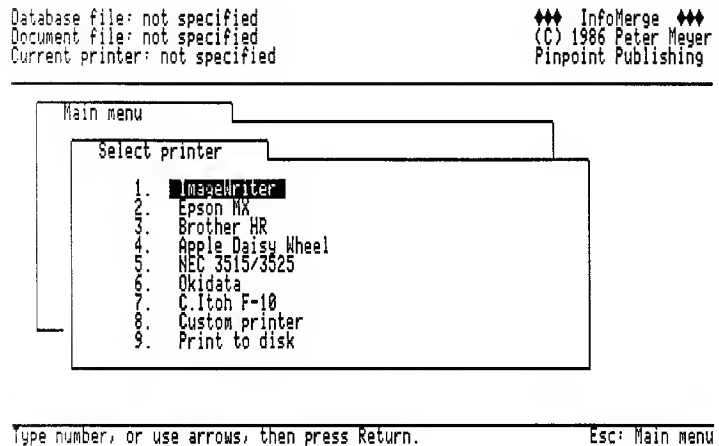 Database file: not specified
Document file: not specified
Current printer: not specified
♦♦♦ InfoMerge ♦♦♦
(C) 1986 Peter Meyer
Pinpoint Publishing
Main menu
Select printer
1. ImageWriter
2. Epson MX
3. Brother HR
4. Apple Daisy Wheel
5. NEC 3515/3525
6. Okidata
7. C.Itoh F-10
8. Custom printer
9. Print to disk
Type number, or use arrows, then press Return.
Esc: Main menu